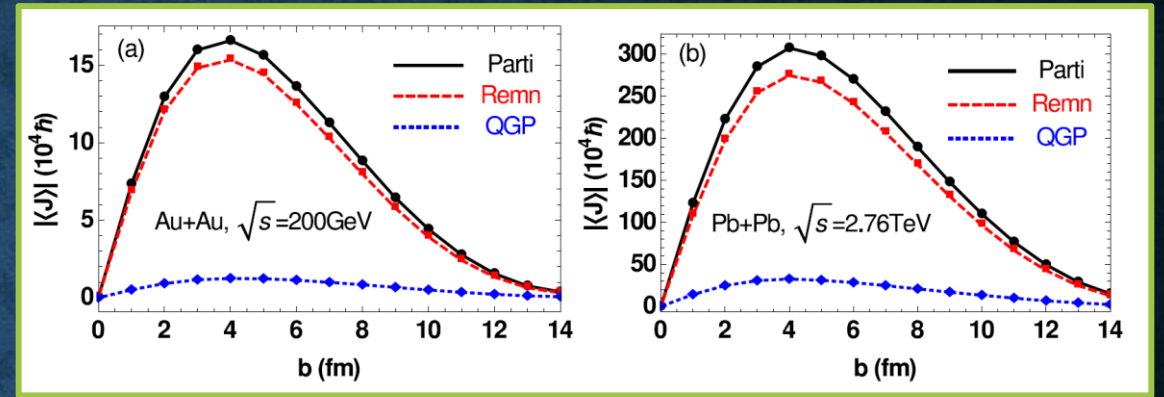 (a)
Parti
Remn
QGP
Au+Au, √s=200GeV
|⟨J⟩| (10⁴ℏ)
15
10
5
0
0 2 4 6 8 10 12 14
b (fm)
(b)
Parti
Remn
QGP
Pb+Pb, √s=2.76TeV
|⟨J⟩| (10⁴ℏ)
300
250
200
150
100
50
0
0 2 4 6 8 10 12 14
b (fm)